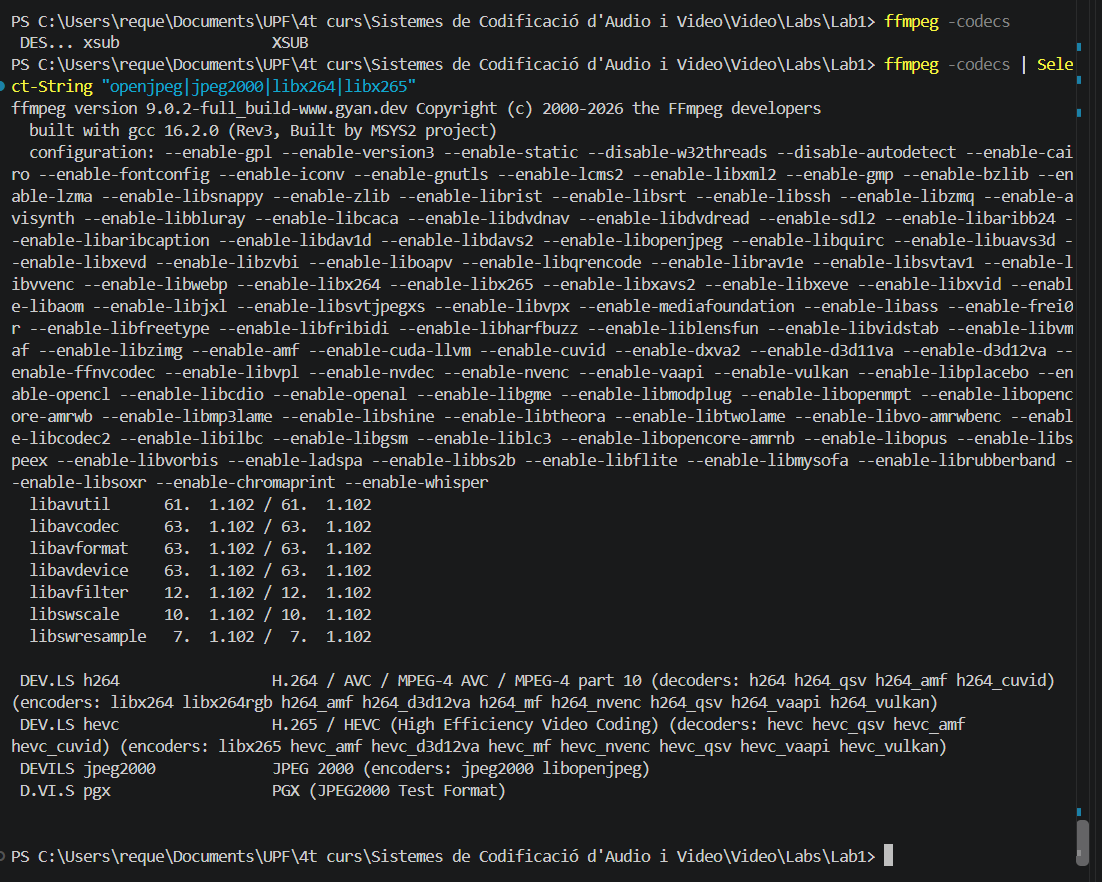 PS C:\Users\reque\Documents\UPF\4t curs\Sistemes de Codificació d'Audio i Video\Video\Labs\Lab1> ffmpeg -codecs
 DES... xsub                 XSUB
PS C:\Users\reque\Documents\UPF\4t curs\Sistemes de Codificació d'Audio i Video\Video\Labs\Lab1> ffmpeg -codecs | Sele
ct-String "openjpeg|jpeg2000|libx264|libx265"
ffmpeg version 9.0.2-full_build-www.gyan.dev Copyright (c) 2000-2026 the FFmpeg developers
  built with gcc 16.2.0 (Rev3, Built by MSYS2 project)
  configuration: --enable-gpl --enable-version3 --enable-static --disable-w32threads --disable-autodetect --enable-cai
ro --enable-fontconfig --enable-iconv --enable-gnutls --enable-lcms2 --enable-libxml2 --enable-gmp --enable-bzlib --en
able-lzma --enable-libsnappy --enable-zlib --enable-librist --enable-libsrt --enable-libssh --enable-libzmq --enable-a
visynth --enable-libbluray --enable-libcaca --enable-libdvdnav --enable-libdvdread --enable-sdl2 --enable-libaribb24 -
-enable-libaribcaption --enable-libdav1d --enable-libdavs2 --enable-libopenjpeg --enable-libquirc --enable-libuavs3d -
-enable-libxevd --enable-libzvbi --enable-liboapv --enable-libqrencode --enable-librav1e --enable-libsvtav1 --enable-l
ibvvenc --enable-libwebp --enable-libx264 --enable-libx265 --enable-libxavs2 --enable-libxeve --enable-libxvid --enabl
e-libaom --enable-libjxl --enable-libsvtjpegxs --enable-libvpx --enable-mediafoundation --enable-libass --enable-frei0
r --enable-libfreetype --enable-libfribidi --enable-libharfbuzz --enable-liblensfun --enable-libvidstab --enable-libvm
af --enable-libzimg --enable-amf --enable-cuda-llvm --enable-cuvid --enable-dxva2 --enable-d3d11va --enable-d3d12va --
enable-ffnvcodec --enable-libvpl --enable-nvdec --enable-nvenc --enable-vaapi --enable-vulkan --enable-libplacebo --en
able-opencl --enable-libcdio --enable-openal --enable-libgme --enable-libmodplug --enable-libopenmpt --enable-libopenc
ore-amrwb --enable-libmp3lame --enable-libshine --enable-libtheora --enable-libtwolame --enable-libvo-amrwbenc --enabl
e-libcodec2 --enable-libilbc --enable-libgsm --enable-liblc3 --enable-libopencore-amrnb --enable-libopus --enable-libs
peex --enable-libvorbis --enable-ladspa --enable-libbs2b --enable-libflite --enable-libmysofa --enable-librubberband -
-enable-libsoxr --enable-chromaprint --enable-whisper
  libavutil      61.  1.102 / 61.  1.102
  libavcodec     63.  1.102 / 63.  1.102
  libavformat    63.  1.102 / 63.  1.102
  libavdevice    63.  1.102 / 63.  1.102
  libavfilter    12.  1.102 / 12.  1.102
  libswscale     10.  1.102 / 10.  1.102
  libswresample   7.  1.102 /  7.  1.102
 DEV.LS h264                 H.264 / AVC / MPEG-4 AVC / MPEG-4 part 10 (decoders: h264 h264_qsv h264_amf h264_cuvid)
(encoders: libx264 libx264rgb h264_amf h264_d3d12va h264_mf h264_nvenc h264_qsv h264_vaapi h264_vulkan)
 DEV.LS hevc                 H.265 / HEVC (High Efficiency Video Coding) (decoders: hevc hevc_qsv hevc_amf
hevc_cuvid) (encoders: libx265 hevc_amf hevc_d3d12va hevc_mf hevc_nvenc hevc_qsv hevc_vaapi hevc_vulkan)
 DEVILS jpeg2000             JPEG 2000 (encoders: jpeg2000 libopenjpeg)
 D.VI.S pgx                  PGX (JPEG2000 Test Format)
PS C:\Users\reque\Documents\UPF\4t curs\Sistemes de Codificació d'Audio i Video\Video\Labs\Lab1>